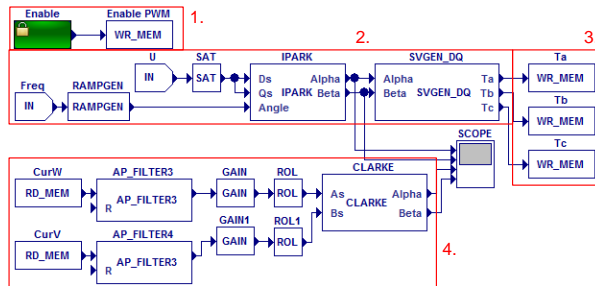 Enable
Enable PWM
1.
WR_MEM
2.
3.
U
SAT
IPARK
SVGEN_DQ
Ta
IN
SAT
Ds
Alpha
Alpha
Ta
WR_MEM
Freq
RAMPGEN
Qs
IPARK
Beta
Beta
SVGEN_DQ
Tb
Tb
IN
RAMPGEN
Angle
Tc
WR_MEM
SCOPE
Tc
WR_MEM
CurW
AP_FILTER3
GAIN
ROL
CLARKE
RD_MEM
AP_FILTER3
GAIN
ROL
As
Alpha
R
Bs
CLARKE
Beta
CurV
AP_FILTER4
GAIN1
ROL1
RD_MEM
AP_FILTER3
GAIN
ROL
R
4.